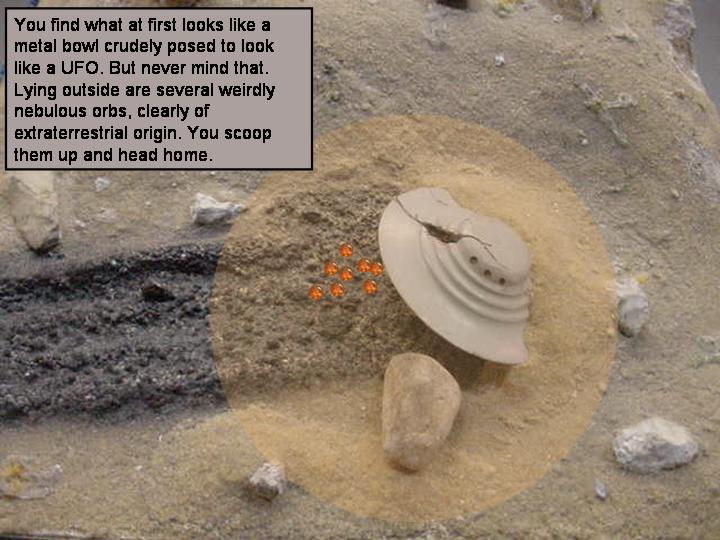 You find what at first looks like a
metal bowl crudely posed to look
like a UFO. But never mind that.
Lying outside are several weirdly
nebulous orbs, clearly of
extraterrestrial origin. You scoop
them up and head home.